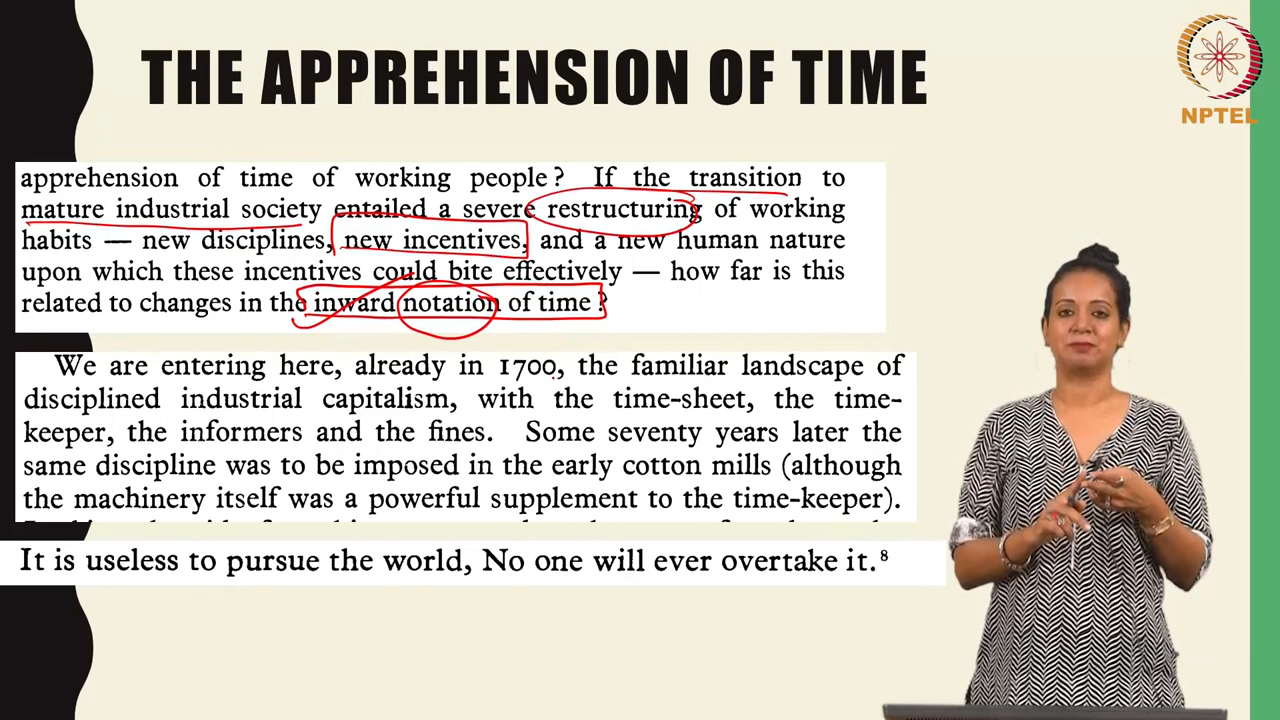 THE APPREHENSION OF TIME
NPTEL
apprehension of time of working people? If the transition to
mature industrial society entailed a severe restructuring of working
habits — new disciplines, new incentives, and a new human nature
upon which these incentives could bite effectively — how far is this
related to changes in the inward notation of time?
We are entering here, already in 1700, the familiar landscape of
disciplined industrial capitalism, with the time-sheet, the time-
keeper, the informers and the fines. Some seventy years later the
same discipline was to be imposed in the early cotton mills (although
the machinery itself was a powerful supplement to the time-keeper).
It is useless to pursue the world, No one will ever overtake it.⁸